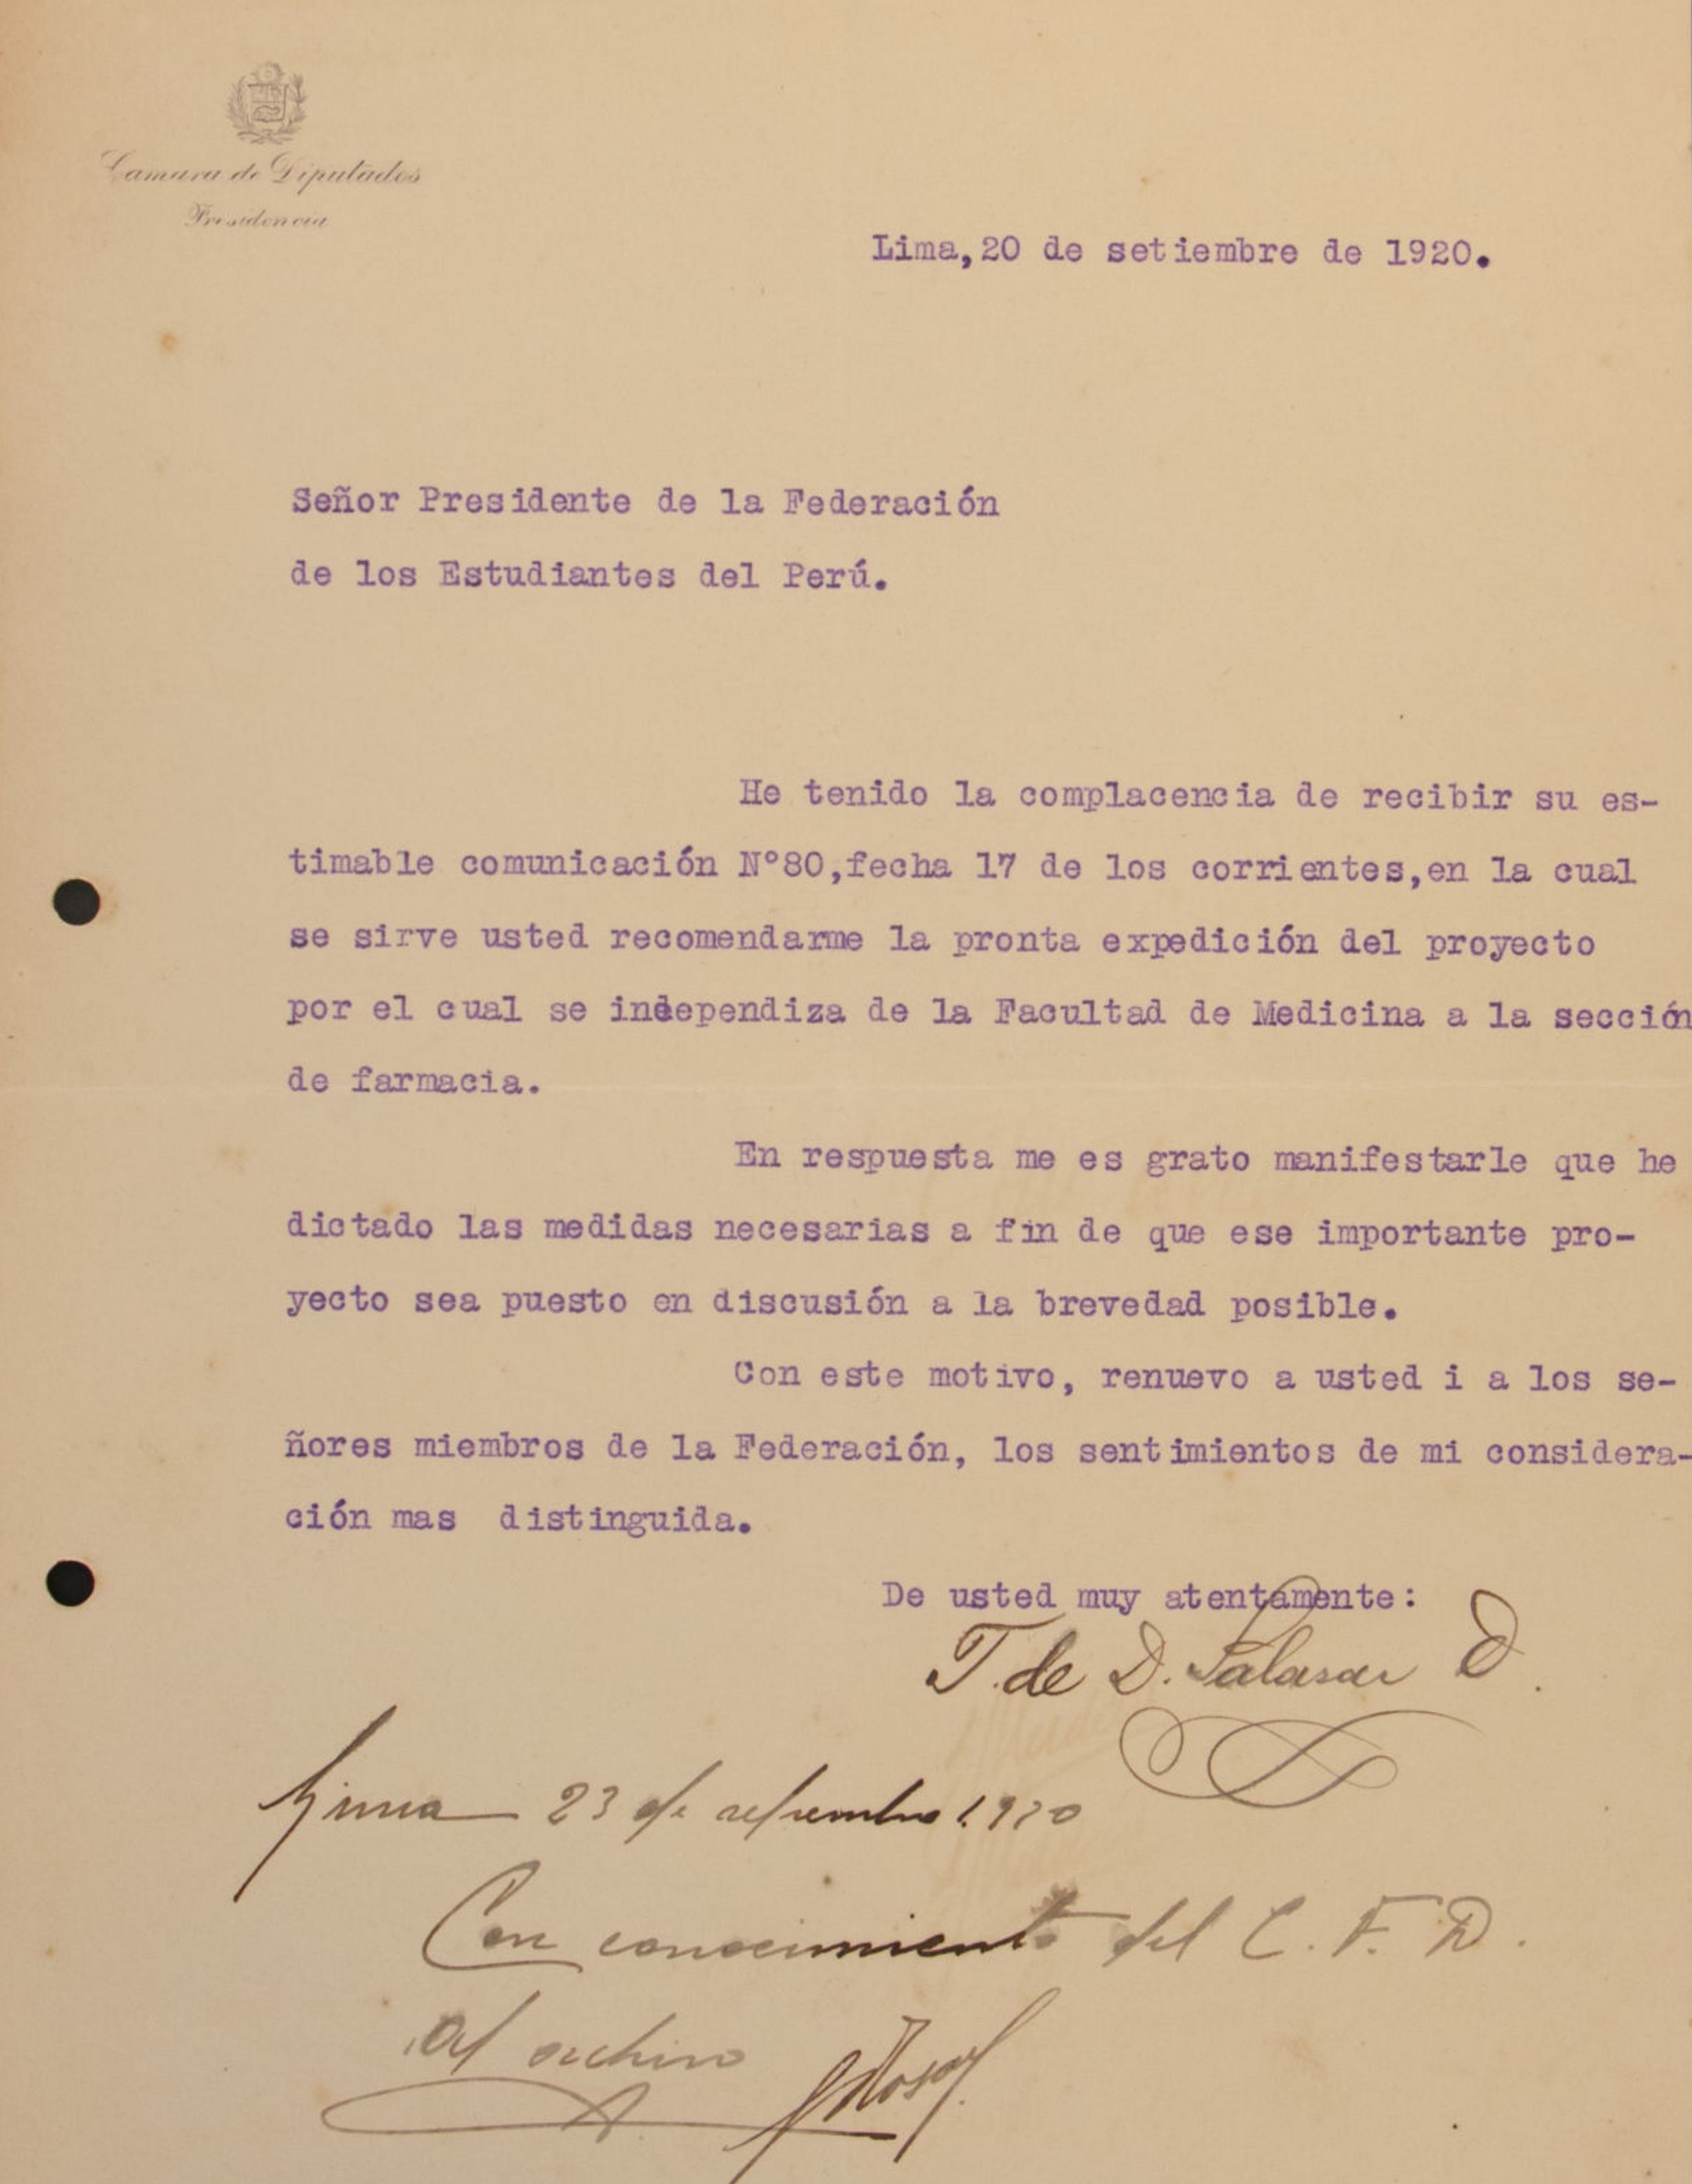 Camara de Diputados
Presidencia
Lima,20 de setiembre de 1920.
Señor Presidente de la Federación
de los Estudiantes del Perú.
He tenido la complacencia de recibir su es-
timable comunicación N°80,fecha 17 de los corrientes,en la cual
se sirve usted recomendarme la pronta expedición del proyecto
por el cual se independiza de la Facultad de Medicina a la sección
de farmacia.
En respuesta me es grato manifestarle que he
dictado las medidas necesarias a fin de que ese importante pro-
yecto sea puesto en discusión a la brevedad posible.
Con este motivo, renuevo a usted i a los se-
ñores miembros de la Federación, los sentimientos de mi considera-
ción mas distinguida.
De usted muy atentamente:
T. de D. Salasar O.
Lima 23 de setiembre 1.920
Con conocimiento del C. F. D.
Al archivo